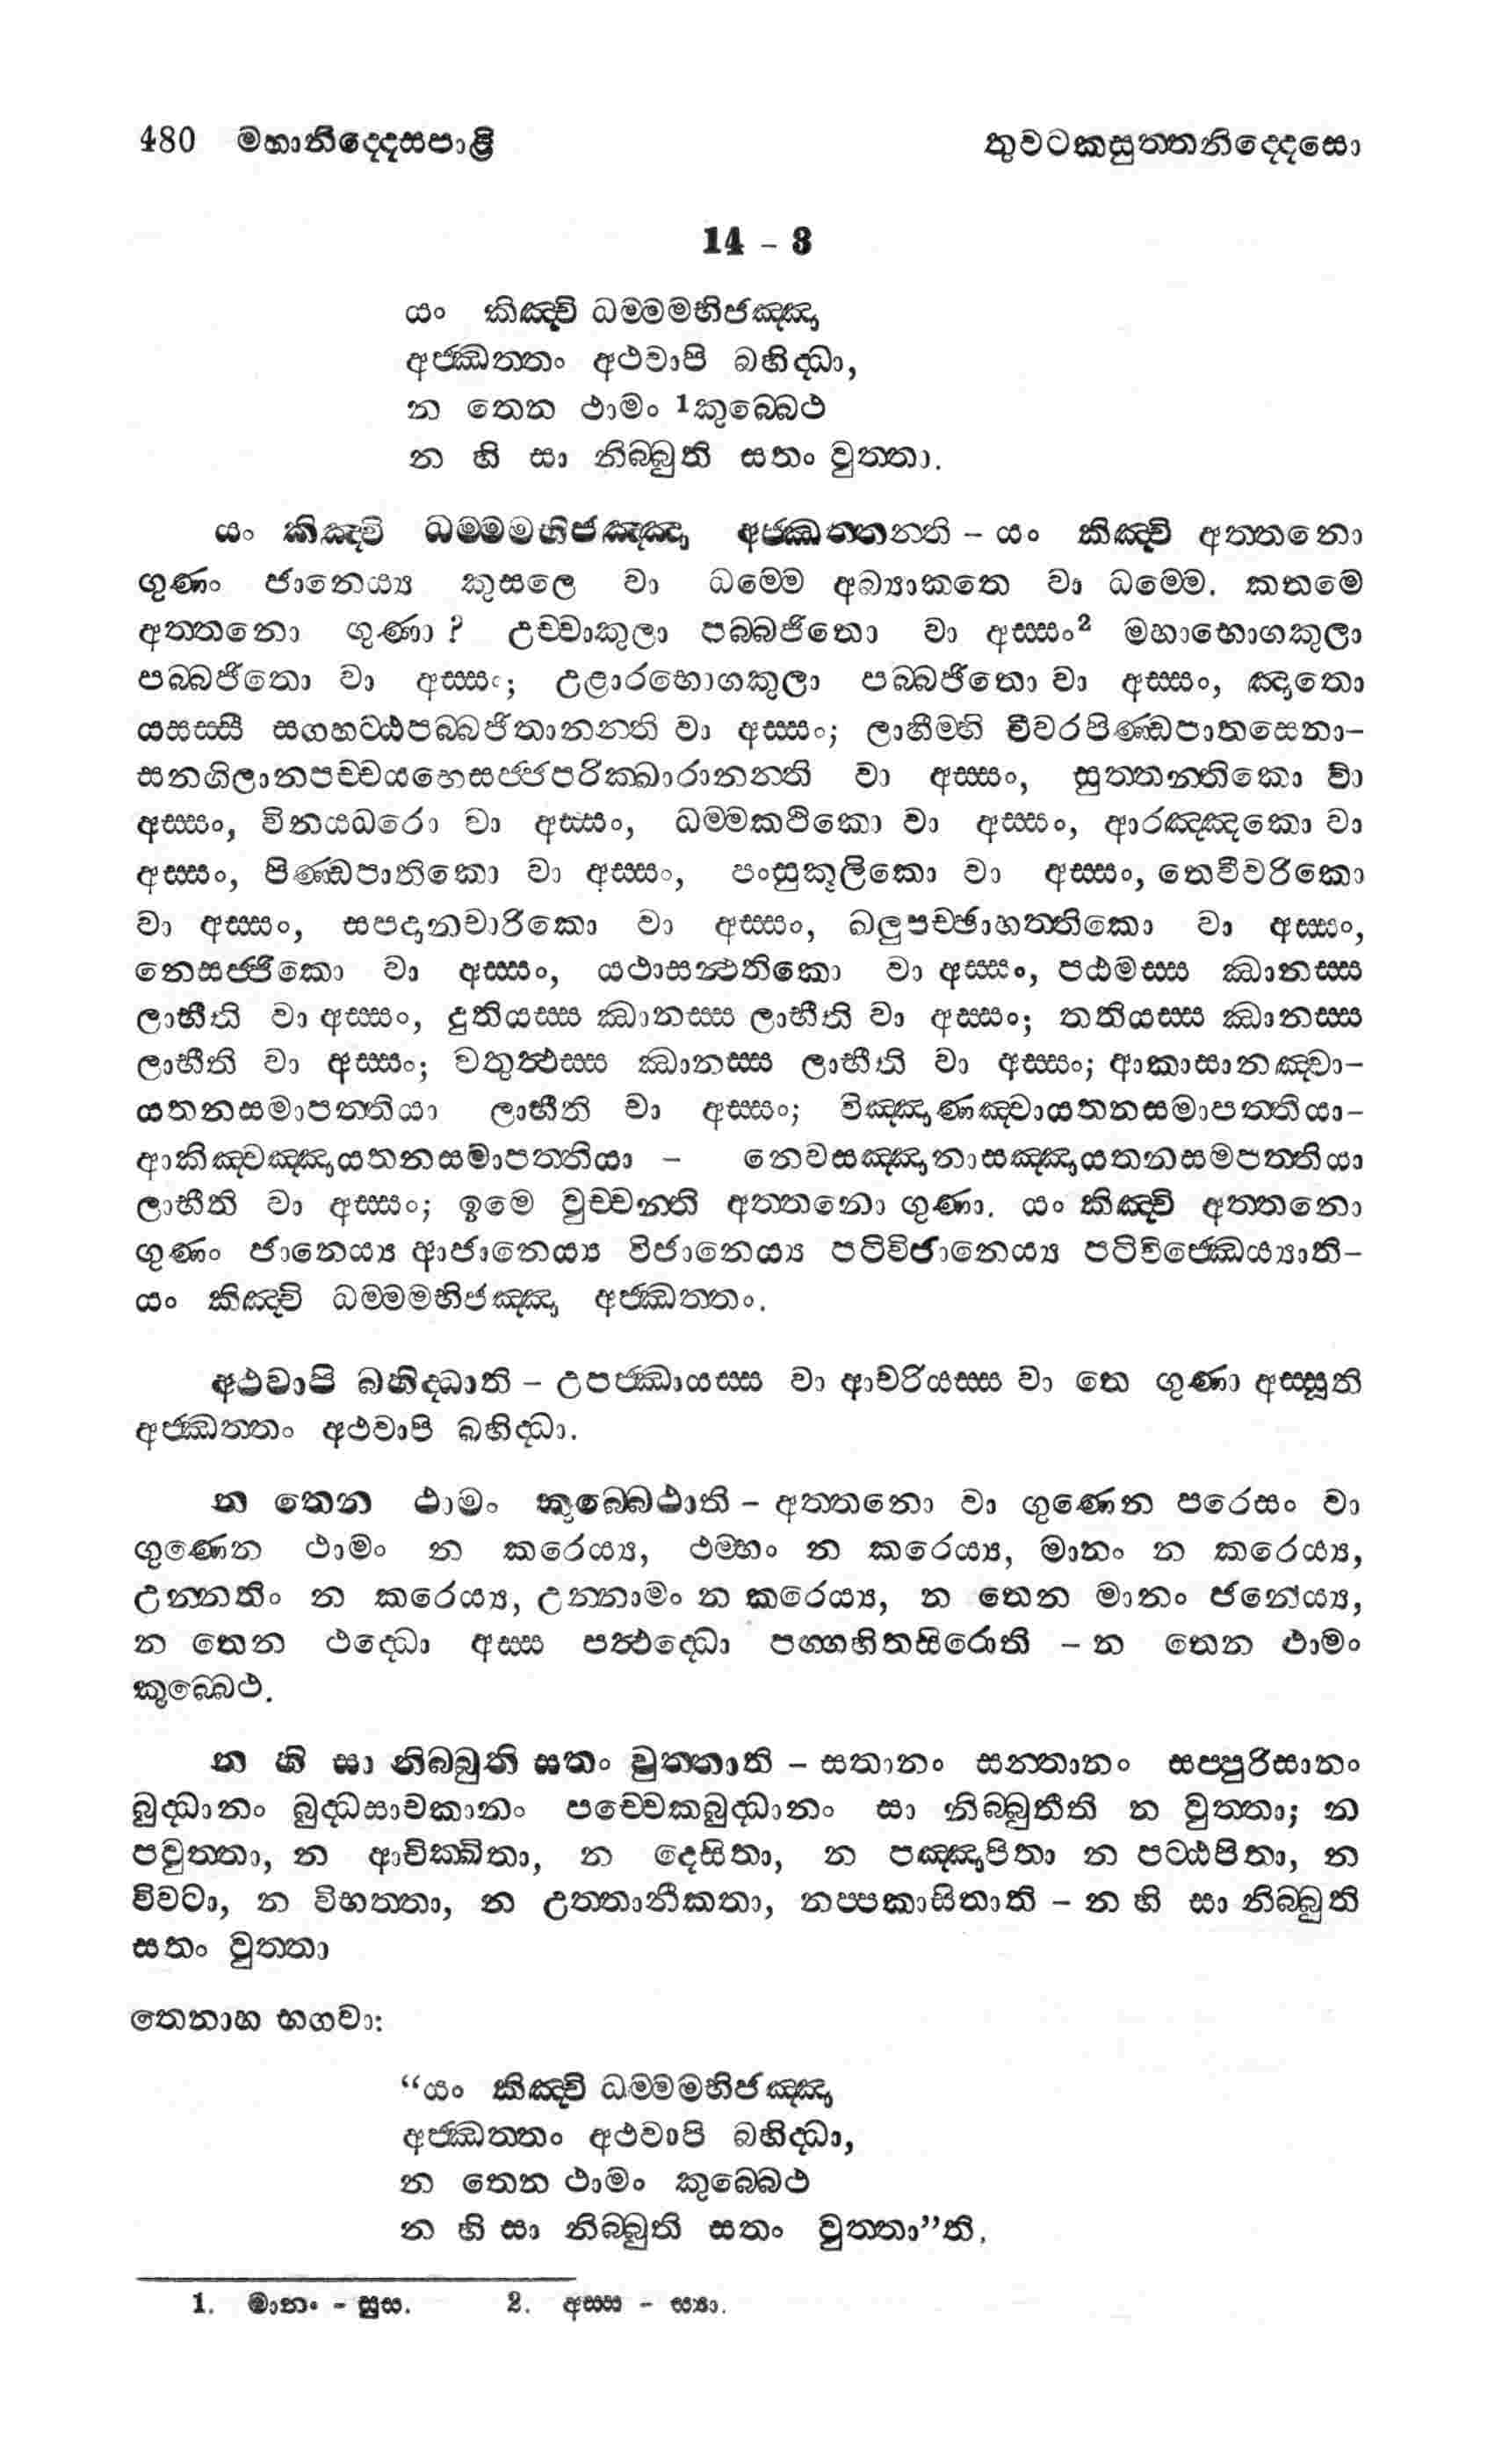 480 මහානිද්දෙසපාළි තුවටකසුත්තනිද්දෙසො
14 - 3
යං කිඤ්චි ධම්මමභිජඤ්ඤා
අජ්ඣත්තං අථවාපි බහිද්ධා,
න තෙන ථාමං ¹කුබ්බෙථ
න හි සා නිබ්බුති සතං වුත්තා.
යං කිඤ්චි ධම්මමභිජඤ්ඤා අජ්ඣත්තන්ති – යං කිඤ්චි අත්තනො
ගුණං ජානෙය්‍ය කුසලෙ වා ධම්මෙ අබ්‍යාකතෙ වා ධම්මෙ. කතමෙ
අත්තනො ගුණා? උච්චාකුලා පබ්බජිතො වා අස්සං² මහාභොගකුලා
පබ්බජිතො වා අස්සං; උළාරභොගකුලා පබ්බජිතො වා අස්සං, ඤාතො
යසස්සී සගහට්ඨපබ්බජිතානන්ති වා අස්සං; ලාභීම්හි චීවරපිණ්ඩපාතසෙනා-
සනගිලානපච්චයභෙසජ්ජපරික්ඛාරානන්ති වා අස්සං, සුත්තන්තිකො වා
අස්සං, විනයධරො වා අස්සං, ධම්මකථිකො වා අස්සං, ආරඤ්ඤකො වා
අස්සං, පිණ්ඩපාතිකො වා අස්සං, පංසුකූලිකො වා අස්සං, තෙචීවරිකො
වා අස්සං, සපදානචාරිකො වා අස්සං, ඛලුපච්ඡාභත්තිකො වා අස්සං,
නෙසජ්ජිකො වා අස්සං, යථාසන්ථතිකො වා අස්සං, පඨමස්ස ඣානස්ස
ලාභීති වා අස්සං, දුතියස්ස ඣානස්ස ලාභීති වා අස්සං; තතියස්ස ඣානස්ස
ලාභීති වා අස්සං; චතුත්ථස්ස ඣානස්ස ලාභීති වා අස්සං; ආකාසානඤ්චා-
යතනසමාපත්තියා ලාභීති වා අස්සං; විඤ්ඤාණඤ්චායතනසමාපත්තියා-
ආකිඤ්චඤ්ඤායතනසමාපත්තියා – නෙවසඤ්ඤානාසඤ්ඤායතනසමපත්තියා
ලාභීති වා අස්සං; ඉමෙ වුච්චන්ති අත්තනො ගුණා. යං කිඤ්චි අත්තනො
ගුණං ජානෙය්‍ය ආජානෙය්‍ය විජානෙය්‍ය පටිවිජානෙය්‍ය පටිවිජ්ඣෙය්‍යාති-
යං කිඤ්චි ධම්මමභිජඤ්ඤා අජ්ඣත්තං.
අථවාපි බහිද්ධාති – උපජ්ඣායස්ස වා ආචරියස්ස වා තෙ ගුණා අස්සූති
අජ්ඣත්තං අථවාපි බහිද්ධා.
න තෙන ථාමං කුබ්බෙථාති – අත්තනො වා ගුණෙන පරෙසං වා
ගුණෙන ථාමං න කරෙය්‍ය, ථම්භං න කරෙය්‍ය, මානං න කරෙය්‍ය,
උන්නතිං න කරෙය්‍ය, උන්නාමං න කරෙය්‍ය, න තෙන මානං ජනෙය්‍ය,
න තෙන ථද්ධො අස්ස පත්ථද්ධො පග්ගහිතසිරොති – න තෙන ථාමං
කුබ්බෙථ.
න හි සා නිබ්බුති සතං වුත්තාති – සතානං සන්තානං සප්පුරිසානං
බුද්ධානං බුද්ධසාවකානං පච්චෙකබුද්ධානං සා නිබ්බුතීති න වුත්තා; න
පවුත්තා, න ආචික්ඛිතා, න දෙසිතා, න පඤ්ඤාපිතා න පට්ඨපිතා, න
විවටා, න විභත්තා, න උත්තානීකතා, නප්පකාසිතාති – න හි සා නිබ්බුති
සතං වුත්තා
තෙනාහ භගවා:
“යං කිඤ්චි ධම්මමභිජඤ්ඤා
අජ්ඣත්තං අථවාපි බහිද්ධා,
න තෙන ථාමං කුබ්බෙථ
න හි සා නිබ්බුති සතං වුත්තා”ති.
1. මානං - සුස. 2. අස්ස - ස්‍යා.